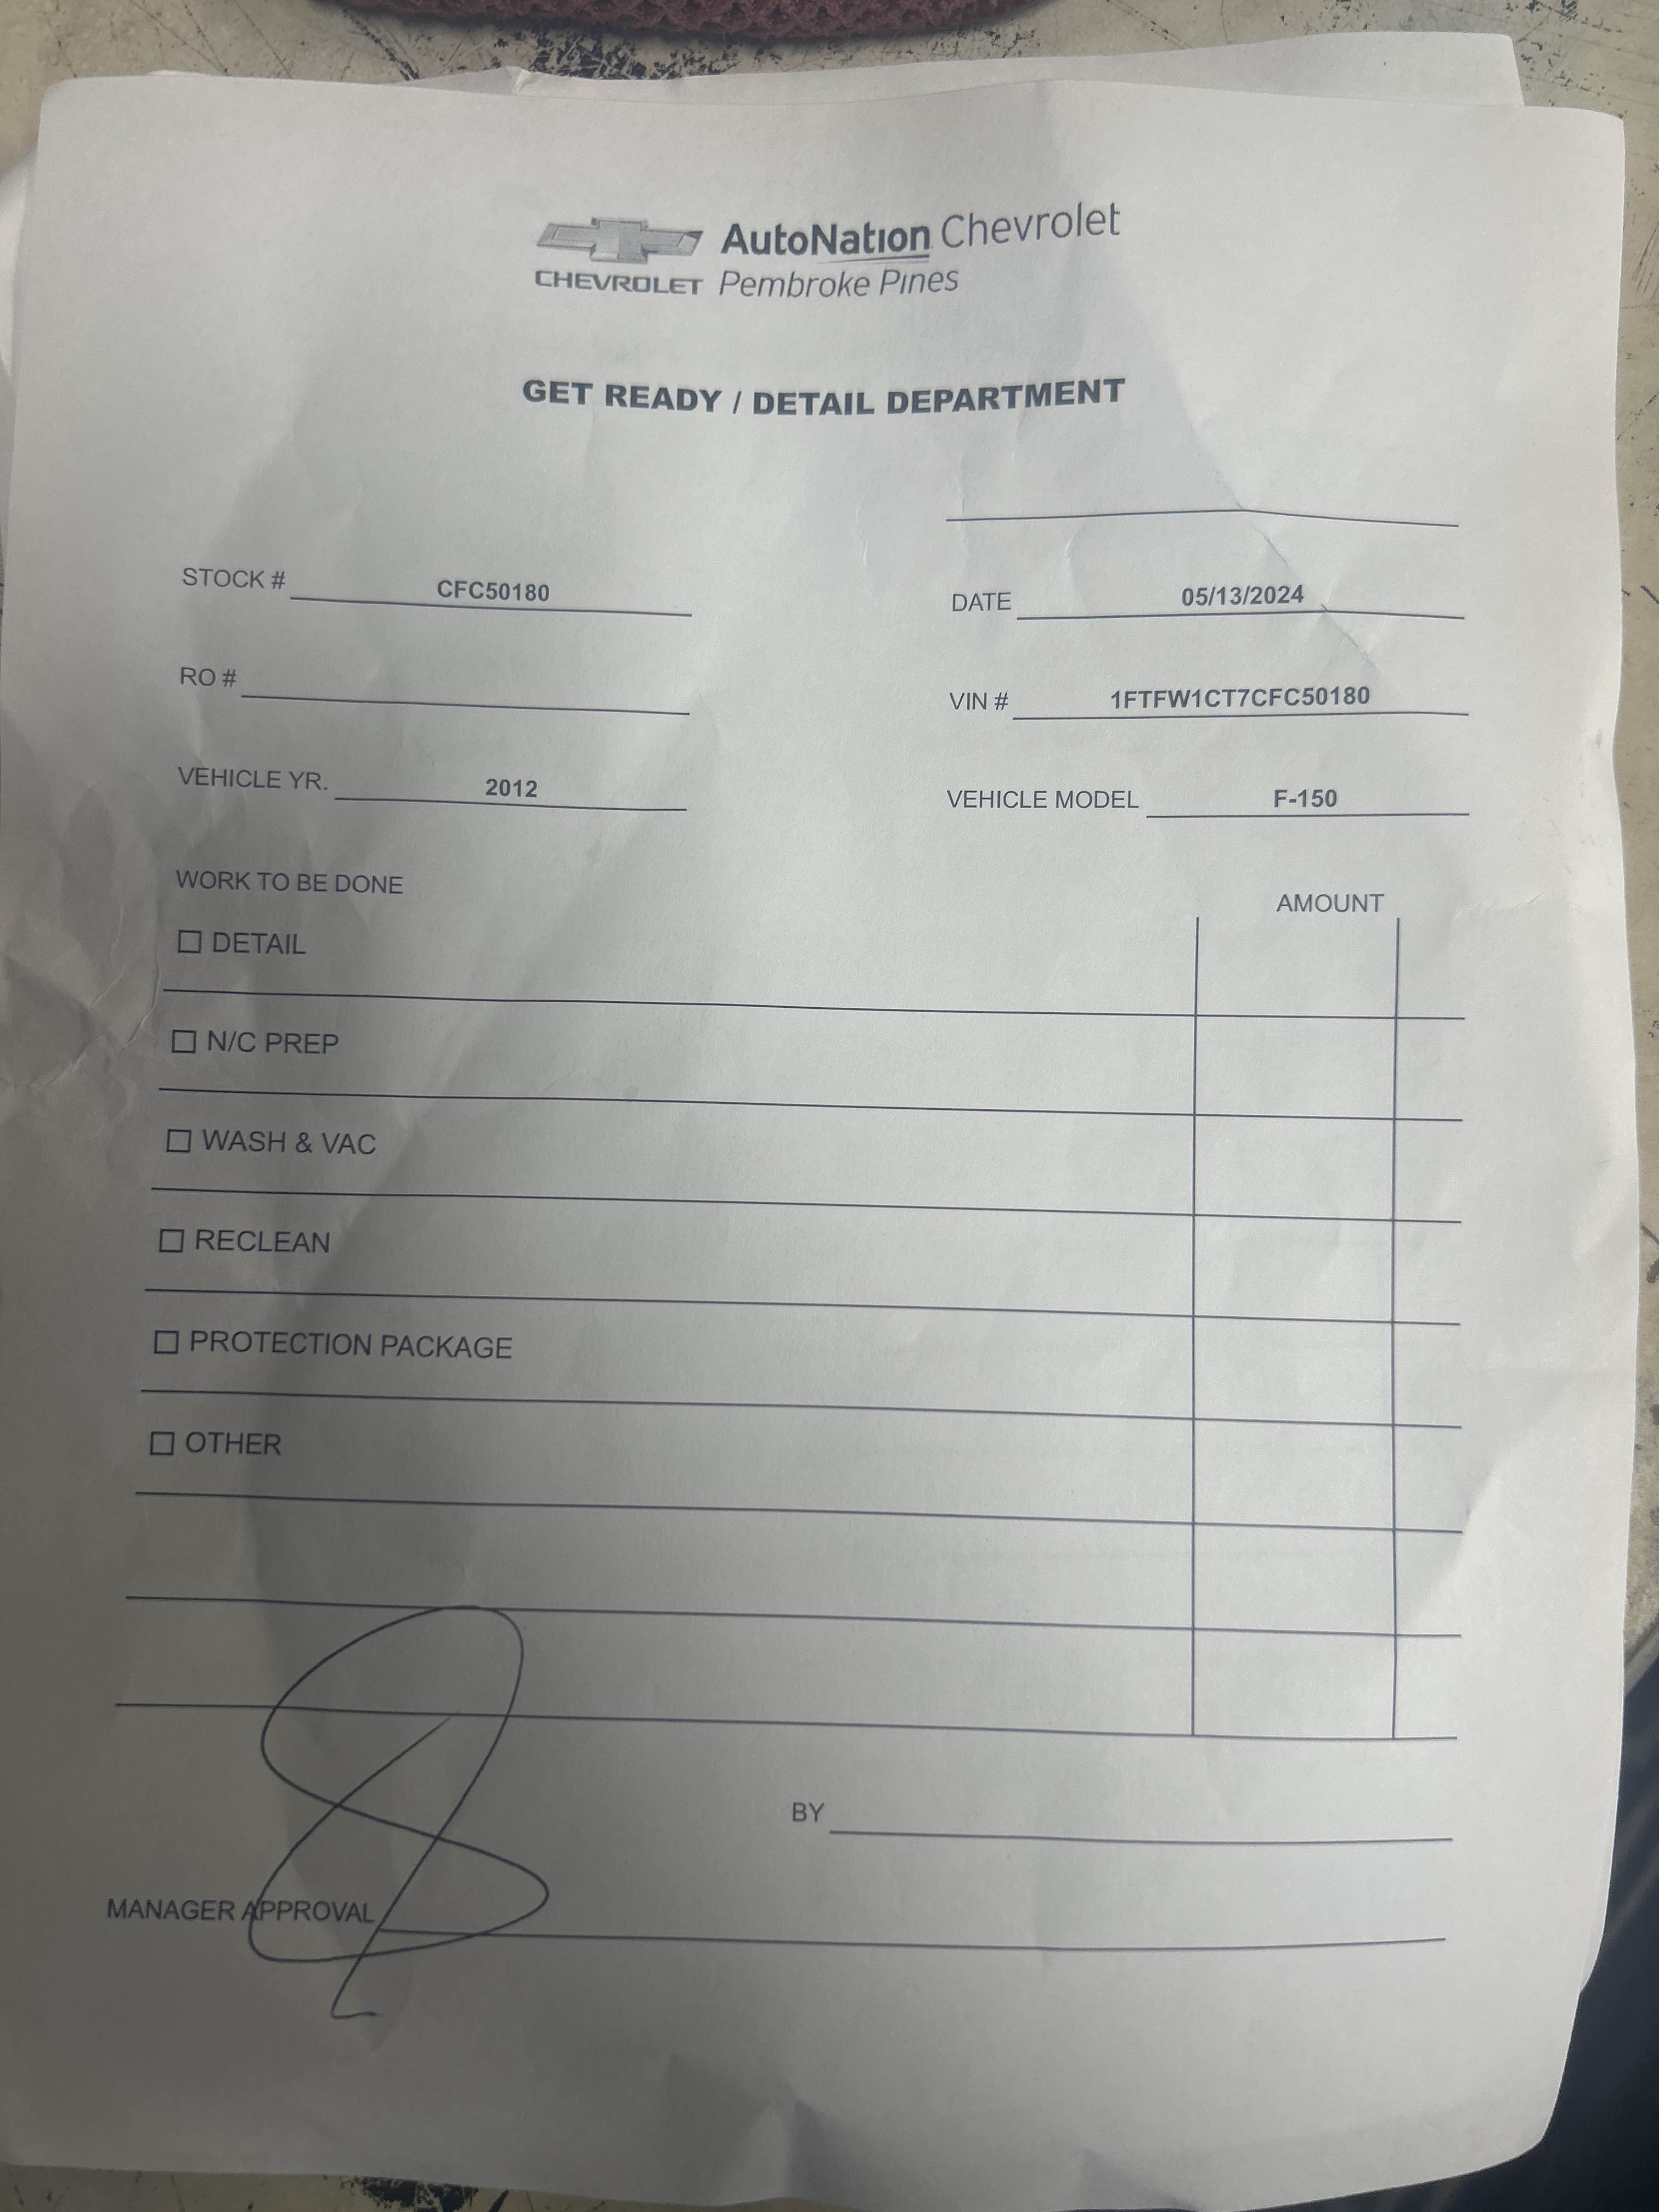 AutoNation Chevrolet
CHEVROLET Pembroke Pines
GET READY / DETAIL DEPARTMENT
STOCK # CFC50180
DATE 05/13/2024
RO #
VIN # 1FTFW1CT7CFC50180
VEHICLE YR. 2012
VEHICLE MODEL F-150
WORK TO BE DONE
AMOUNT
DETAIL
N/C PREP
WASH & VAC
RECLEAN
PROTECTION PACKAGE
OTHER
BY
MANAGER APPROVAL